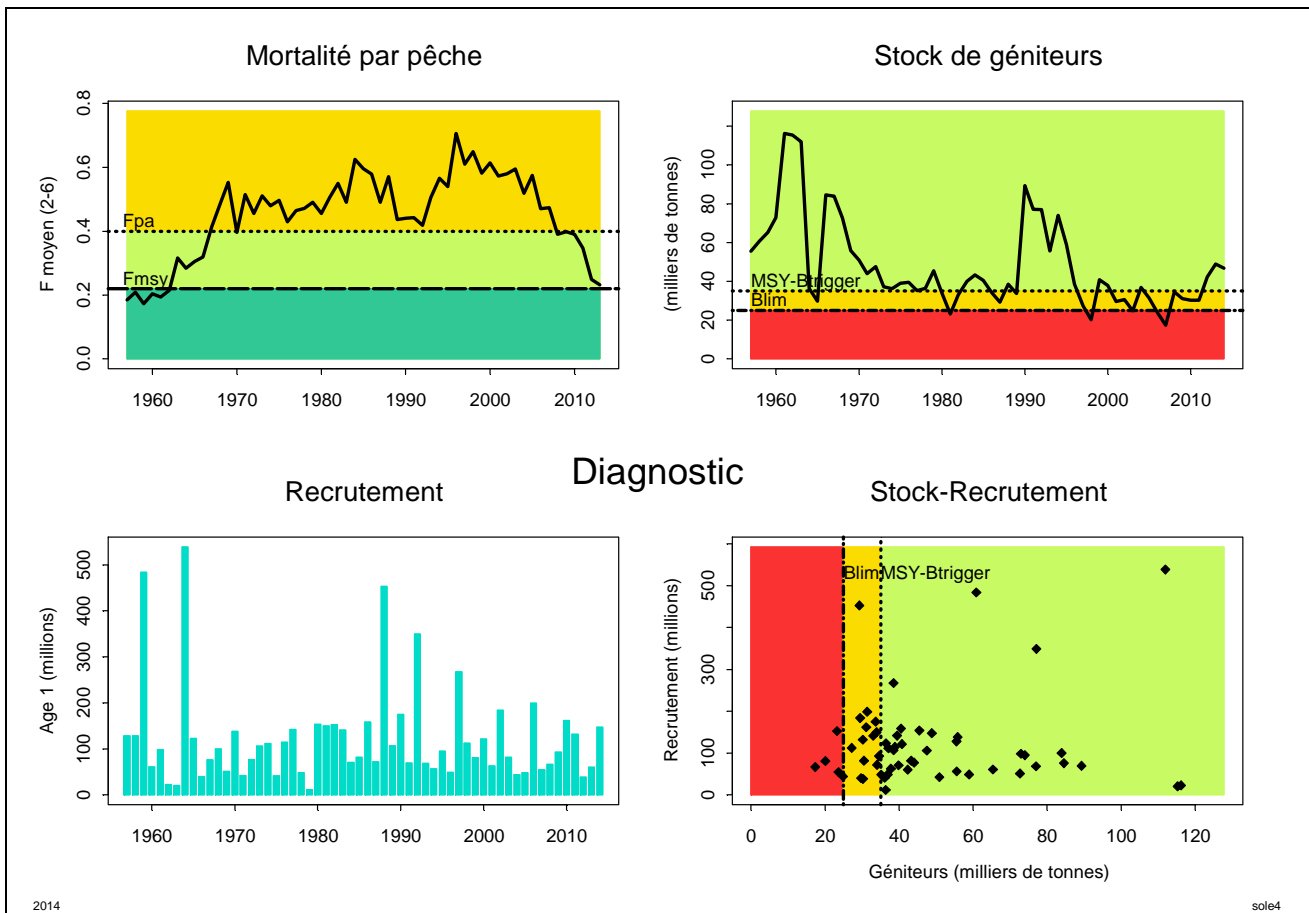 Mortalité par pêche
F moyen (2-6)
0.8
0.6
0.4
0.2
0.0
Fpa
Fmsy
1960 1970 1980 1990 2000 2010
Stock de géniteurs
(milliers de tonnes)
100
80
60
40
20
0
MSY-Btrigger
Blim
1960 1970 1980 1990 2000 2010
Diagnostic
Recrutement
Age 1 (millions)
500
400
300
200
100
0
1960 1970 1980 1990 2000 2010
Stock-Recrutement
Recrutement (millions)
500
300
100
0
BlimMSY-Btrigger
0 20 40 60 80 100 120
Géniteurs (milliers de tonnes)
2014
sole4